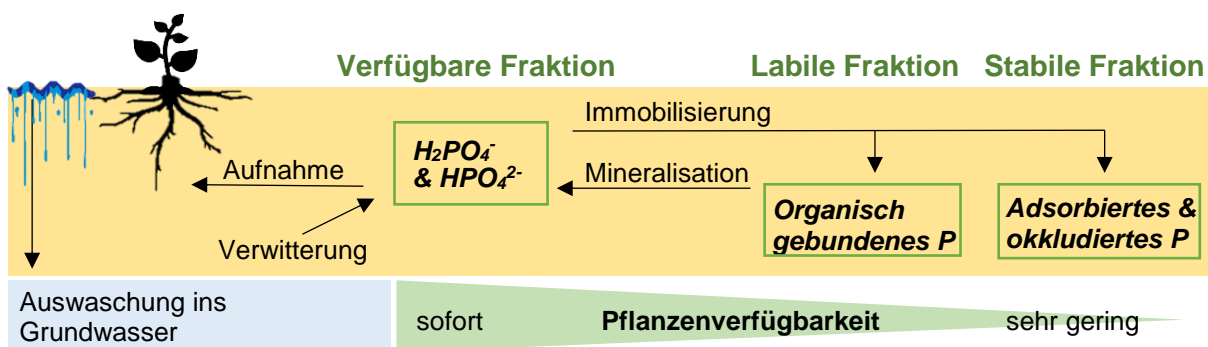 Verfügbare Fraktion
Labile Fraktion
Stabile Fraktion
Immobilisierung
H₂PO₄⁻
& HPO₄²⁻
Aufnahme
Mineralisation
Verwitterung
Organisch
gebundenes P
Adsorbiertes &
okkludiertes P
Auswaschung ins
Grundwasser
sofort
Pflanzenverfügbarkeit
sehr gering